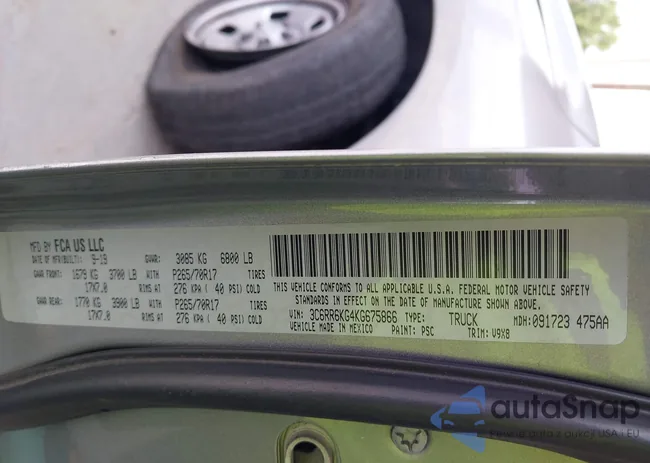 MFD BY FCA US LLC
DATE OF MFR(BUILT): 9-19 GVWR: 3085 KG 6800 LB
GAWR FRONT: 1679 KG 3700 LB WITH P265/70R17 TIRES
17X7.0 RIMS AT 276 KPA ( 40 PSI) COLD
GAWR REAR: 1770 KG 3900 LB WITH P265/70R17 TIRES
17X7.0 RIMS AT 276 KPA ( 40 PSI) COLD
THIS VEHICLE CONFORMS TO ALL APPLICABLE U.S.A. FEDERAL MOTOR VEHICLE SAFETY
STANDARDS IN EFFECT ON THE DATE OF MANUFACTURE SHOWN ABOVE.
VIN: 3C6RR6KG4KG675866 TYPE: TRUCK MDH: 091723 475AA
VEHICLE MADE IN MEXICO PAINT: PSC TRIM: V9X8
autoSnap
USA - EU